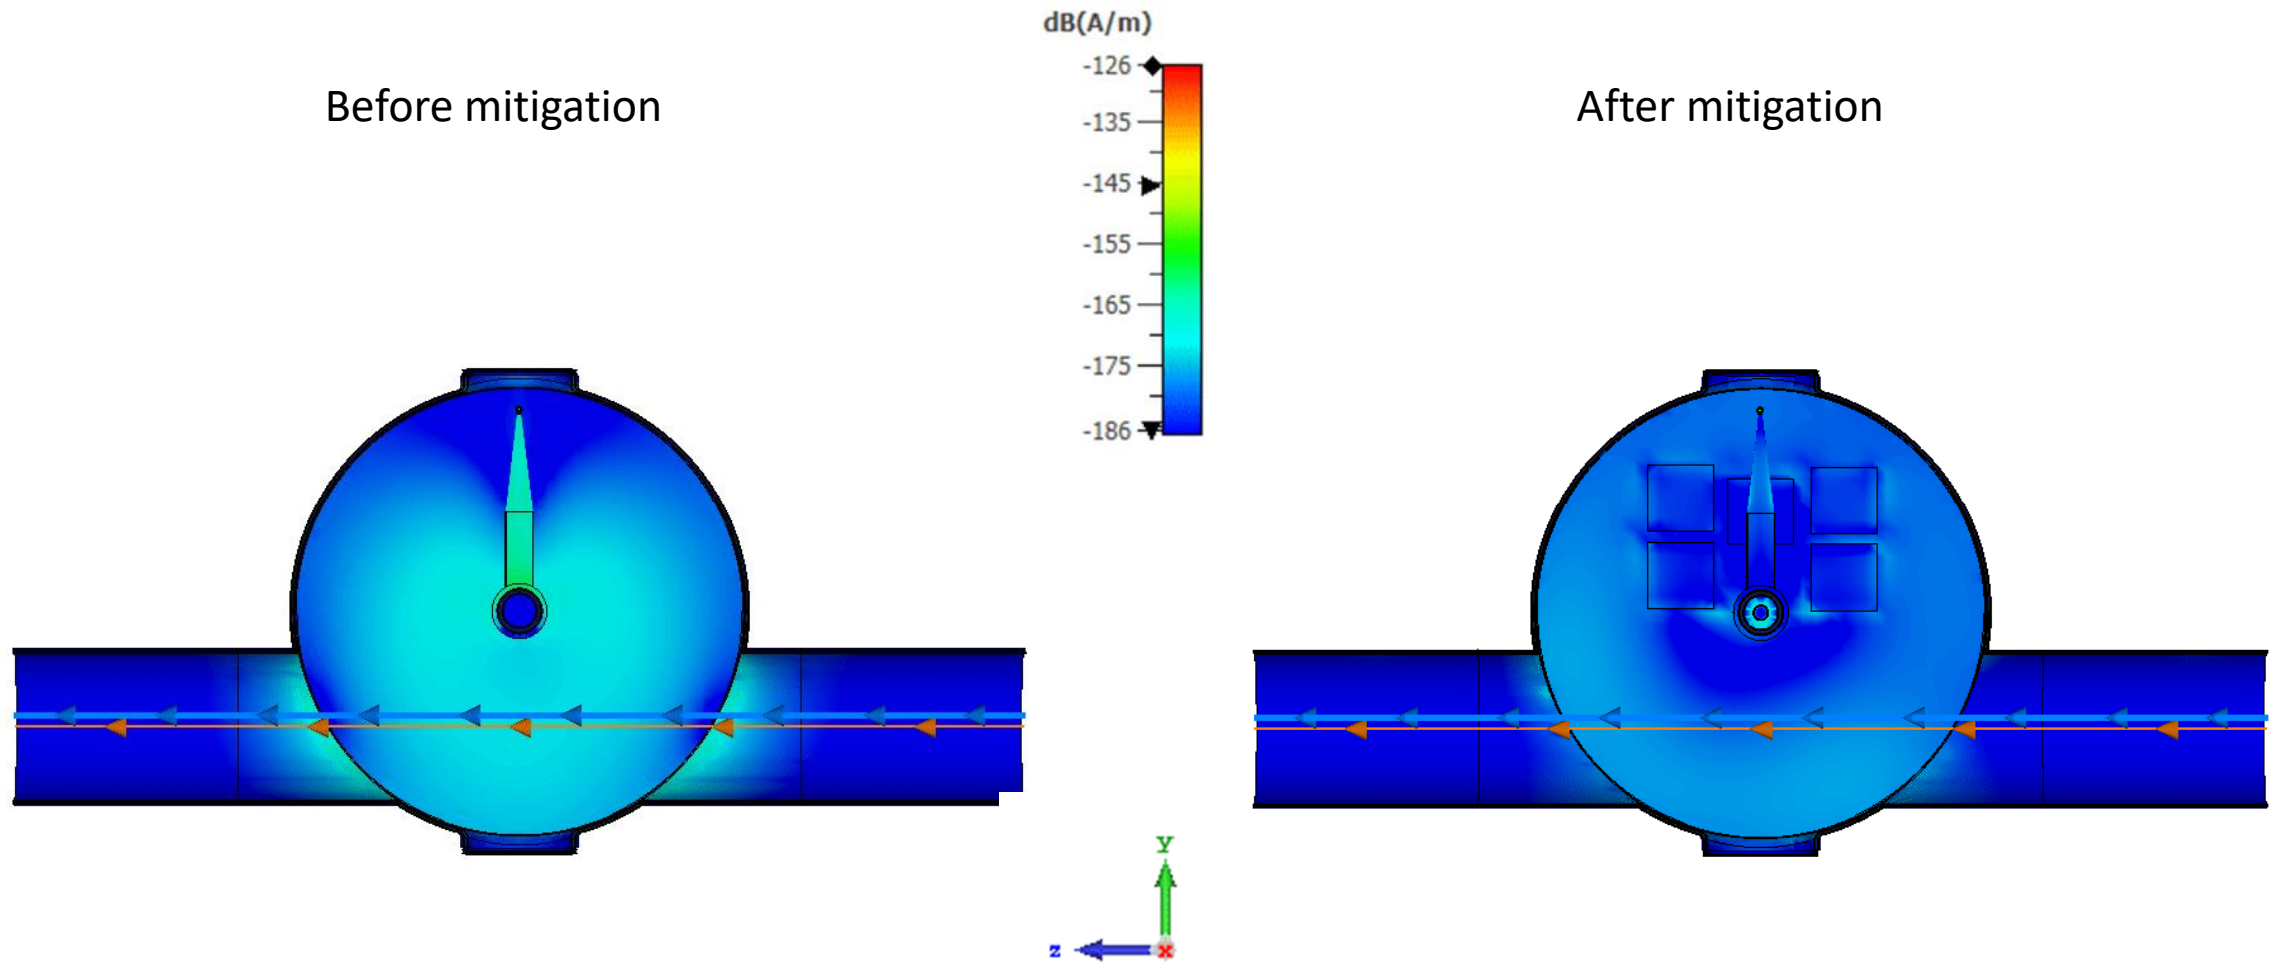 dB(A/m)
Before mitigation
After mitigation
-126
-135
-145
-155
-165
-175
-186
y
z
x